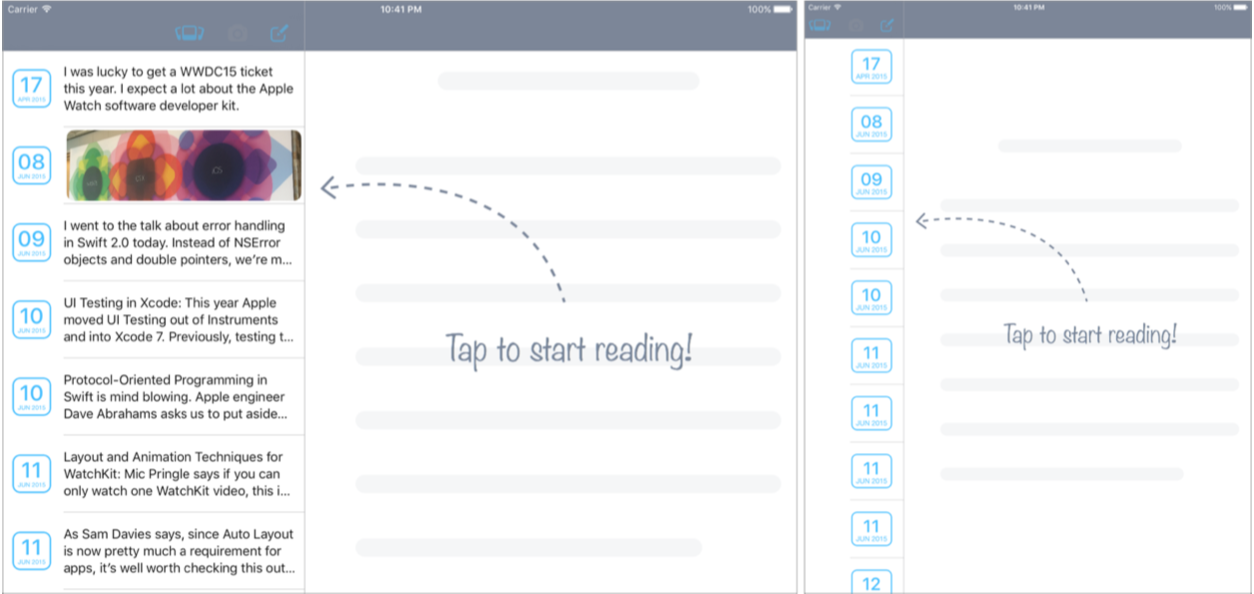 Carrier
10:41 PM
100%
17
APR 2015
I was lucky to get a WWDC15 ticket
this year. I expect a lot about the Apple
Watch software developer kit.
08
JUN 2015
09
JUN 2015
I went to the talk about error handling
in Swift 2.0 today. Instead of NSError
objects and double pointers, we’re m...
10
JUN 2015
UI Testing in Xcode: This year Apple
moved UI Testing out of Instruments
and into Xcode 7. Previously, testing t...
10
JUN 2015
Protocol-Oriented Programming in
Swift is mind blowing. Apple engineer
Dave Abrahams asks us to put aside...
11
JUN 2015
Layout and Animation Techniques for
WatchKit: Mic Pringle says if you can
only watch one WatchKit video, this i...
11
JUN 2015
As Sam Davies says, since Auto Layout
is now pretty much a requirement for
apps, it’s well worth checking this out...
Tap to start reading!
Carrier
10:41 PM
100%
17
APR 2015
08
JUN 2015
09
JUN 2015
10
JUN 2015
10
JUN 2015
11
JUN 2015
11
JUN 2015
11
JUN 2015
11
JUN 2015
12
Tap to start reading!